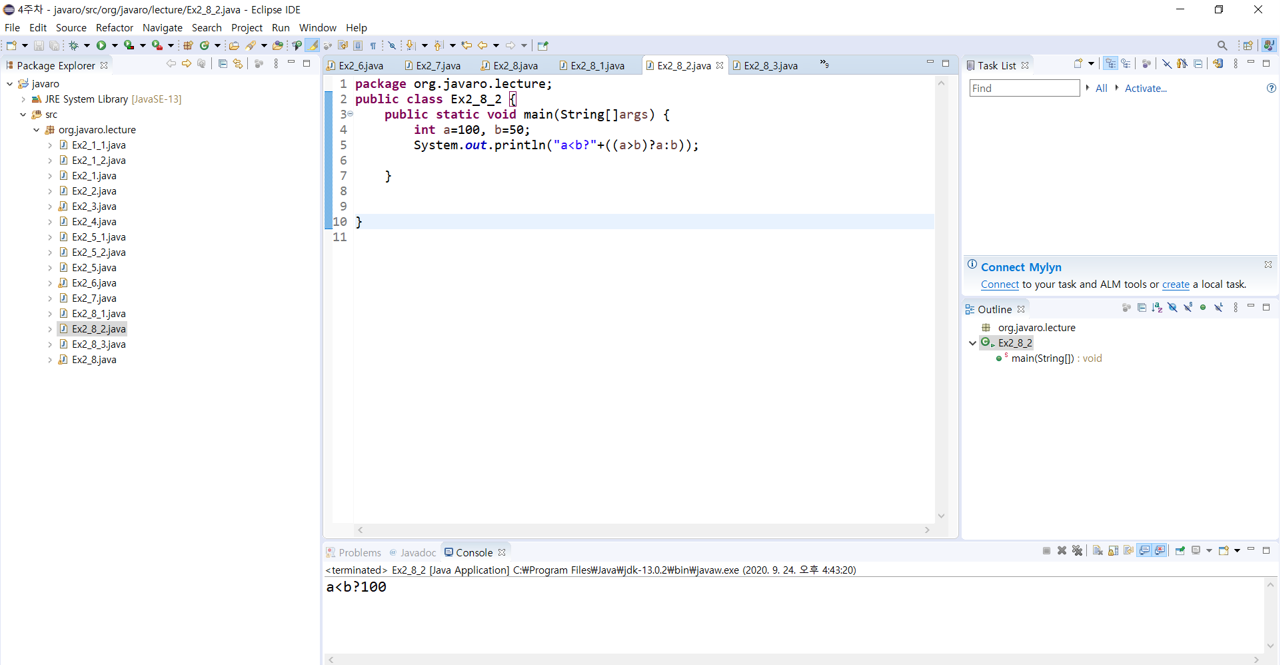 4주차 - javaro/src/org/javaro/lecture/Ex2_8_2.java - Eclipse IDE
File Edit Source Refactor Navigate Search Project Run Window Help
Package Explorer
javaro
JRE System Library [JavaSE-13]
src
org.javaro.lecture
Ex2_1_1.java
Ex2_1_2.java
Ex2_1.java
Ex2_2.java
Ex2_3.java
Ex2_4.java
Ex2_5_1.java
Ex2_5_2.java
Ex2_5.java
Ex2_6.java
Ex2_7.java
Ex2_8_1.java
Ex2_8_2.java
Ex2_8_3.java
Ex2_8.java
Ex2_6.java Ex2_7.java Ex2_8.java Ex2_8_1.java Ex2_8_2.java Ex2_8_3.java »9
1 package org.javaro.lecture;
2 public class Ex2_8_2 {
3 public static void main(String[]args) {
4 int a=100, b=50;
5 System.out.println("a<b?"+((a>b)?a:b));
6
7 }
8
9
10 }
11
Task List
Find All Activate...
Connect Mylyn
Connect to your task and ALM tools or create a local task.
Outline
org.javaro.lecture
Ex2_8_2
main(String[]) : void
Problems Javadoc Console
<terminated> Ex2_8_2 [Java Application] C:₩Program Files₩Java₩jdk-13.0.2₩bin₩javaw.exe (2020. 9. 24. 오후 4:43:20)
a<b?100